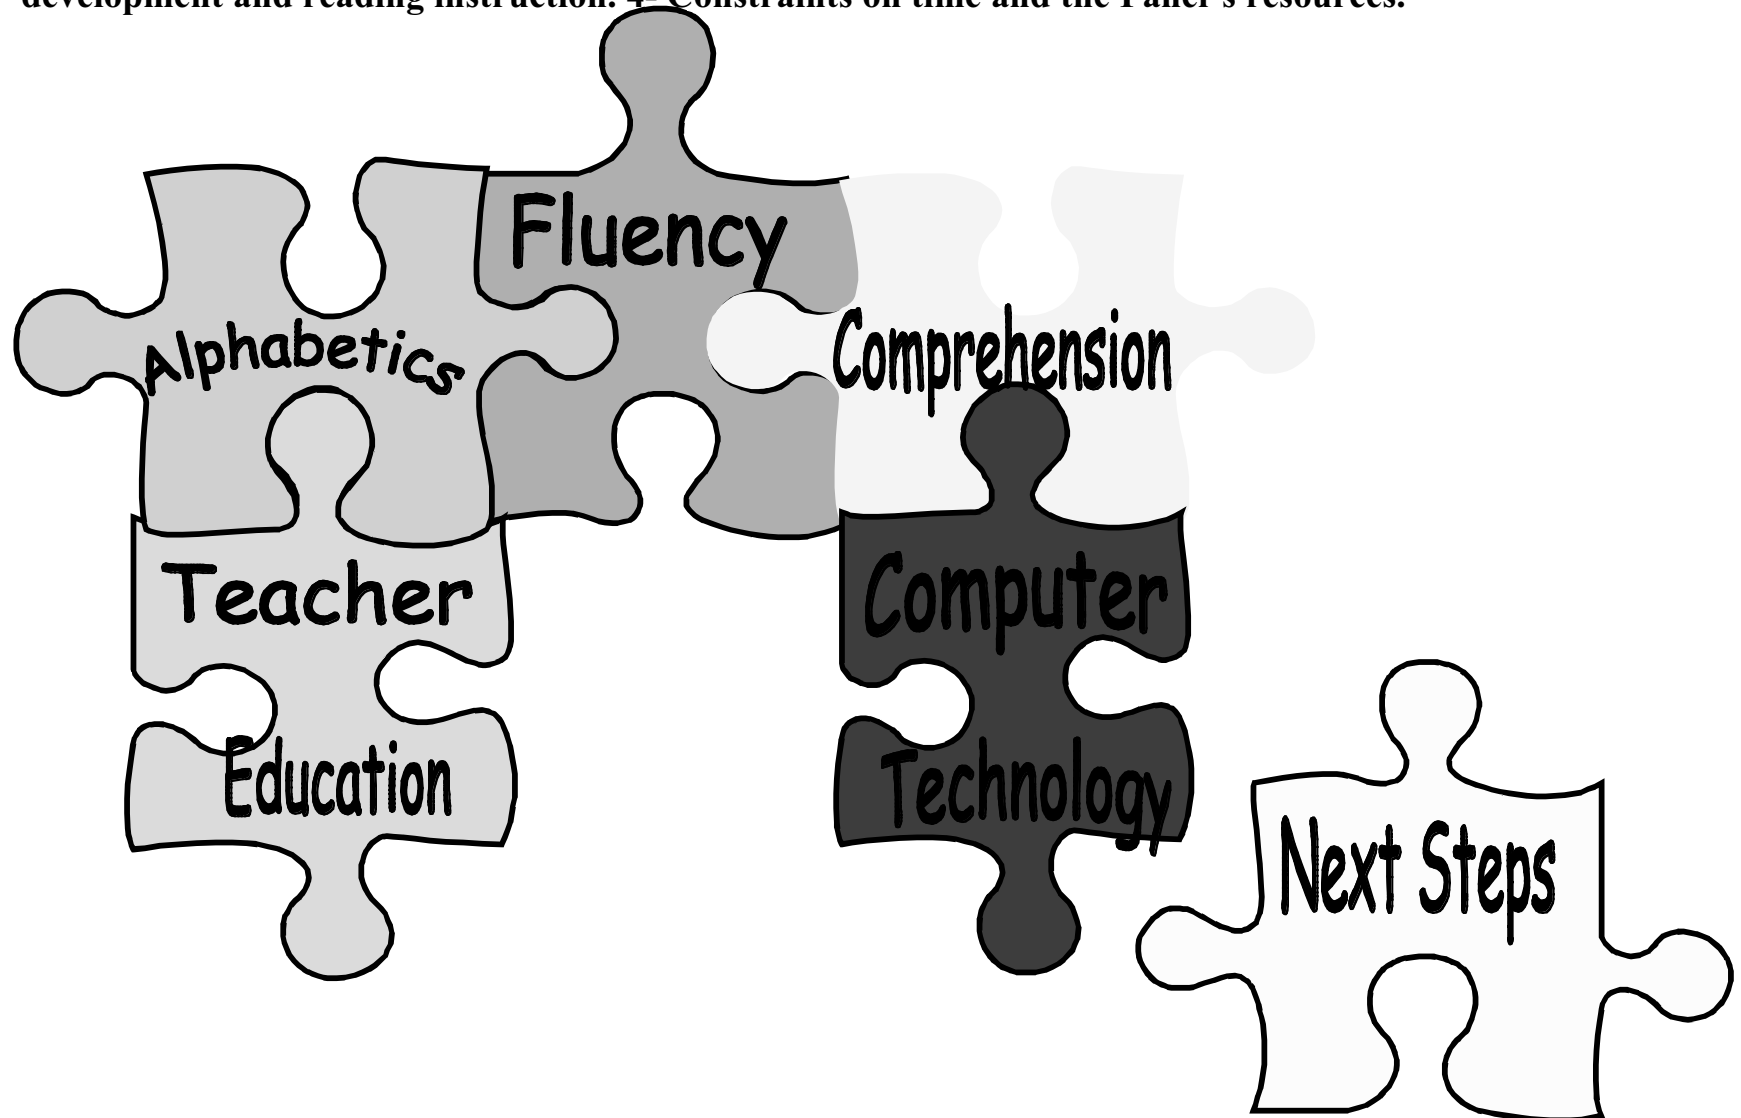 development and reading instruction. 4- Constraints on time and the Panel's resources.
Fluency
Alphabetics
Comprehension
Teacher
Education
Computer
Technology
Next Steps